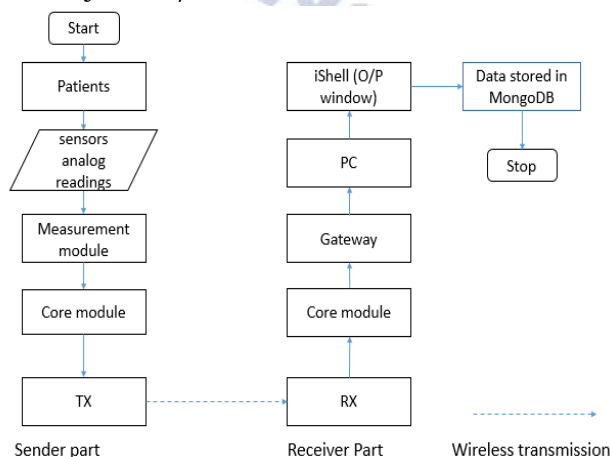 Start
Patients
sensors
analog
readings
Measurement
module
Core module
TX
Sender part
iShell (O/P
window)
PC
Gateway
Core module
RX
Receiver Part
Data stored in
MongoDB
Stop
Wireless transmission